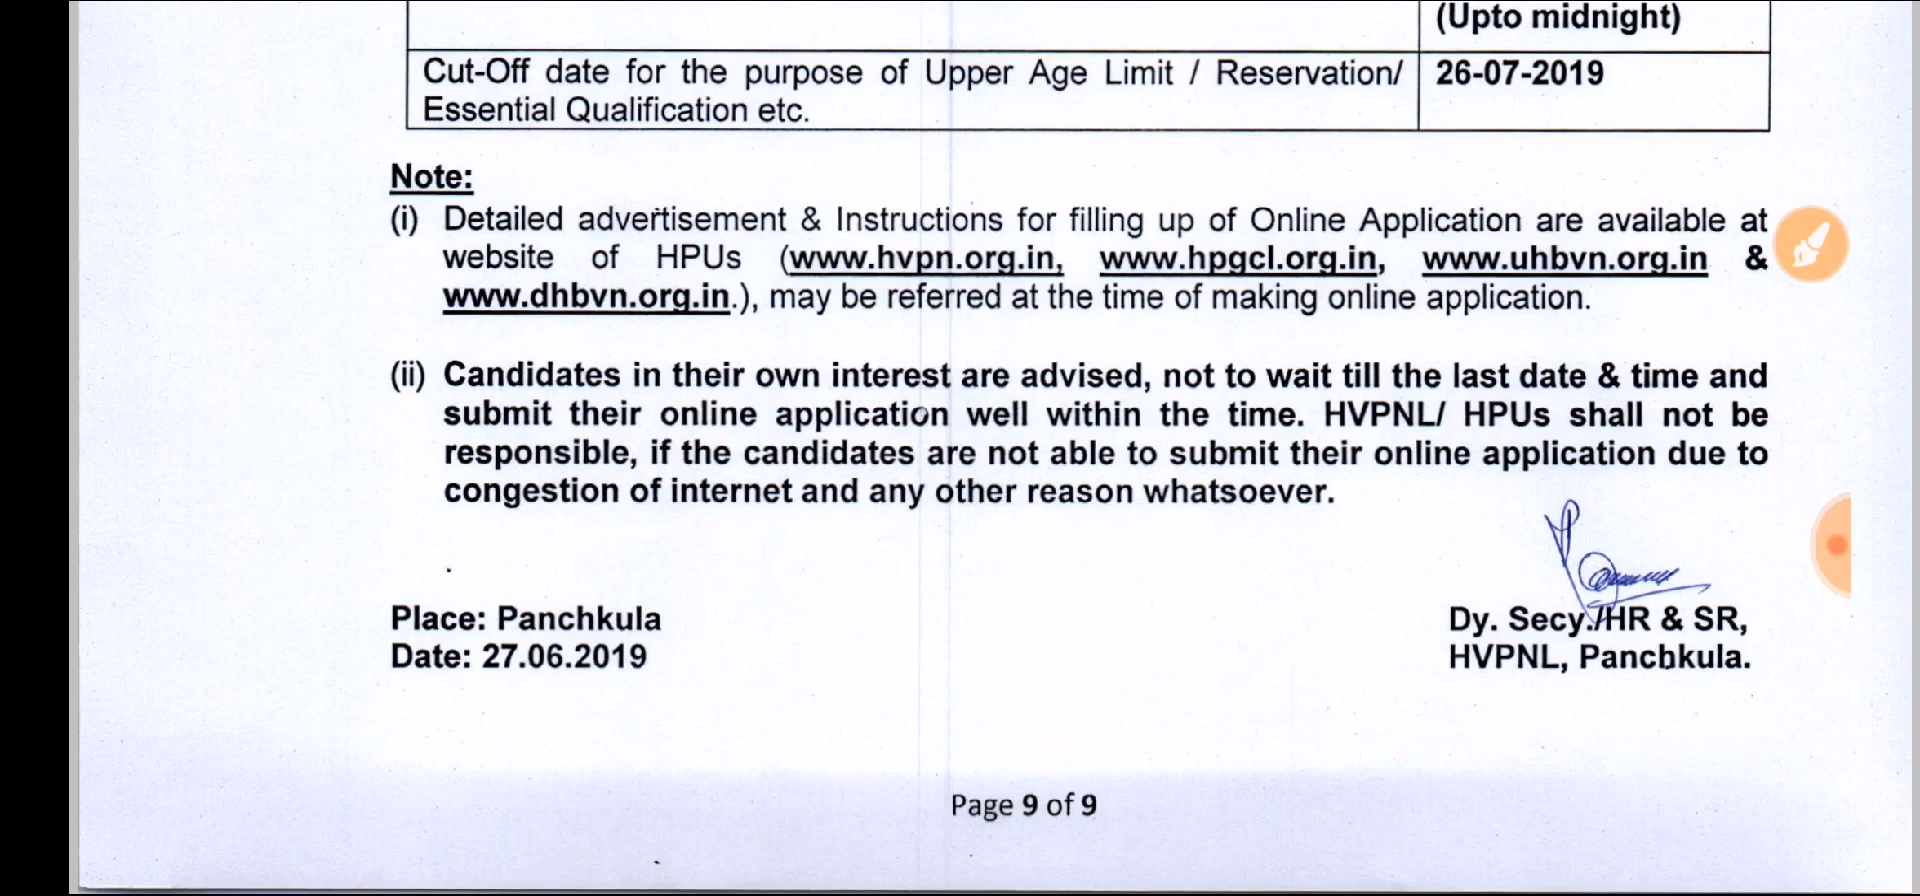 (Upto midnight)
Cut-Off date for the purpose of Upper Age Limit / Reservation/ 26-07-2019
Essential Qualification etc.
Note:
(i) Detailed advertisement & Instructions for filling up of Online Application are available at
website of HPUs (www.hvpn.org.in, www.hpgcl.org.in, www.uhbvn.org.in &
www.dhbvn.org.in.), may be referred at the time of making online application.
(ii) Candidates in their own interest are advised, not to wait till the last date & time and
submit their online application well within the time. HVPNL/ HPUs shall not be
responsible, if the candidates are not able to submit their online application due to
congestion of internet and any other reason whatsoever.
Place: Panchkula
Date: 27.06.2019
Dy. Secy./HR & SR,
HVPNL, Panchkula.
Page 9 of 9